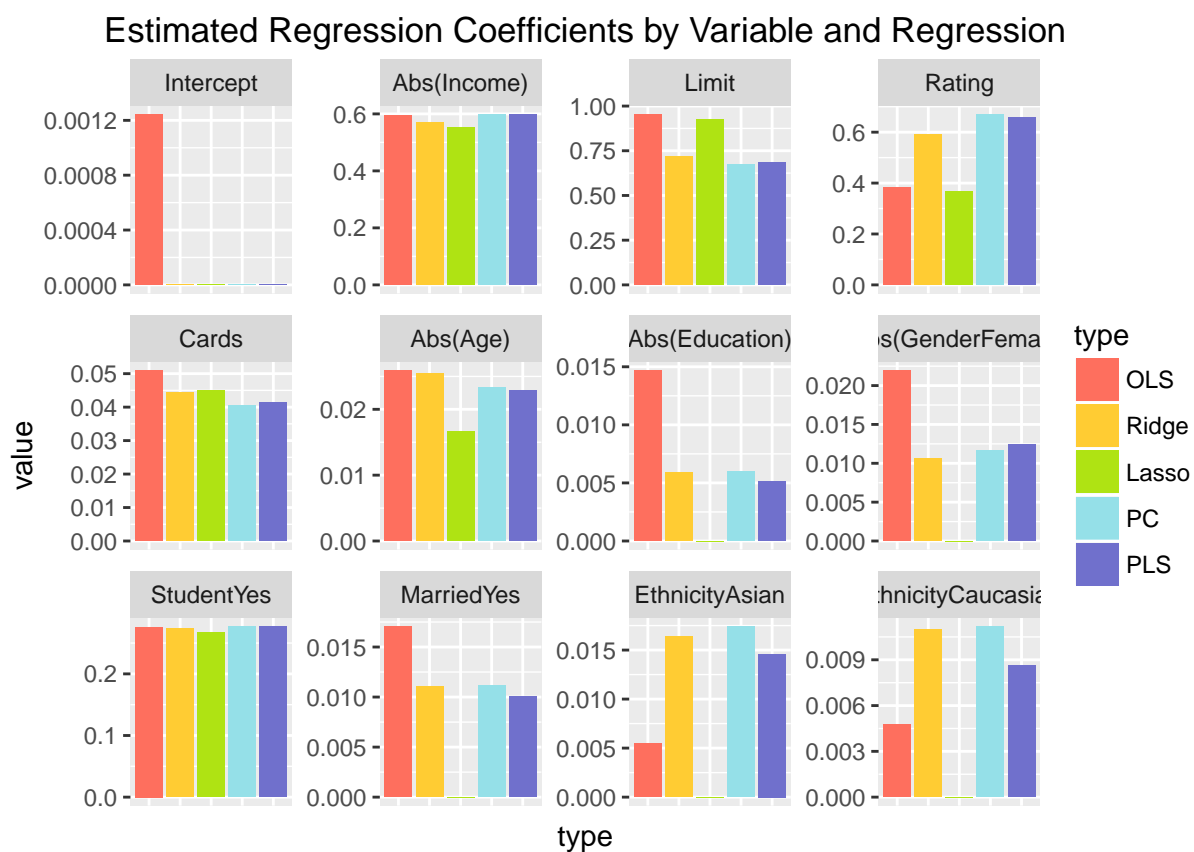 Estimated Regression Coefficients by Variable and Regression
Intercept
Abs(Income)
Limit
Rating
0.0012
0.0008
0.0004
0.0000
0.6
0.4
0.2
0.0
1.00
0.75
0.50
0.25
0.00
0.6
0.4
0.2
0.0
Cards
Abs(Age)
Abs(Education)
bs(GenderFema
0.05
0.04
0.03
0.02
0.01
0.00
0.02
0.01
0.00
0.015
0.010
0.005
0.000
0.020
0.015
0.010
0.005
0.000
StudentYes
MarriedYes
EthnicityAsian
thnicityCaucasia
0.2
0.1
0.0
0.015
0.010
0.005
0.000
0.015
0.010
0.005
0.000
0.009
0.006
0.003
0.000
value
type
type
OLS
Ridge
Lasso
PC
PLS